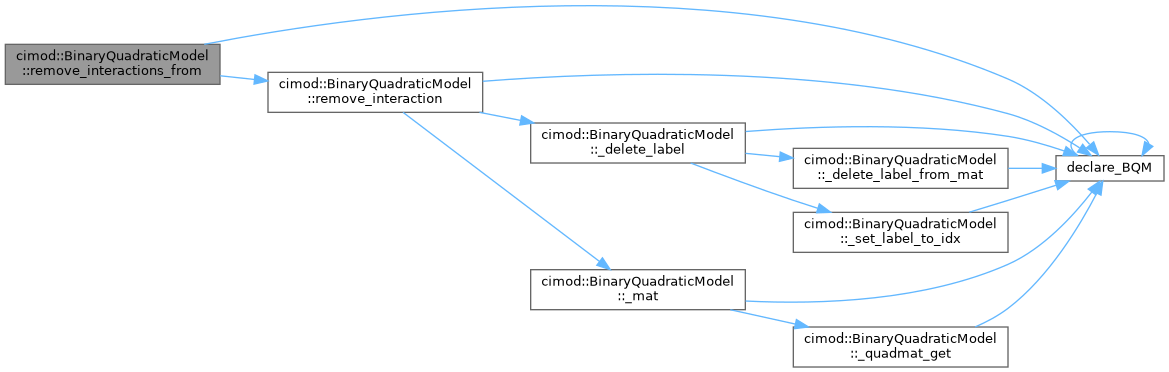 cimod::BinaryQuadraticModel
::remove_interactions_from
cimod::BinaryQuadraticModel
::remove_interaction
cimod::BinaryQuadraticModel
::_delete_label
cimod::BinaryQuadraticModel
::_delete_label_from_mat
declare_BQM
cimod::BinaryQuadraticModel
::_set_label_to_idx
cimod::BinaryQuadraticModel
::_mat
cimod::BinaryQuadraticModel
::_quadmat_get